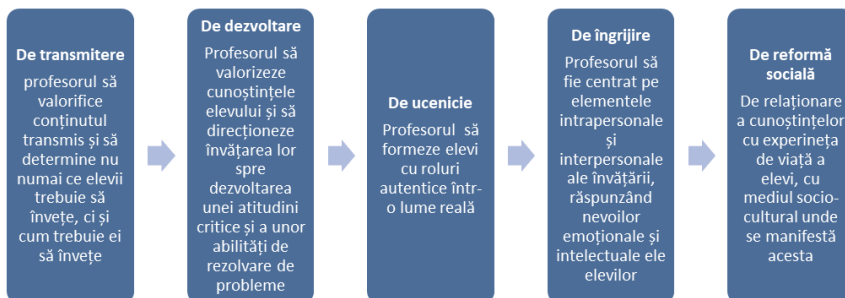 De transmitere
profesorul să
valorifice
conținutul
transmis și să
determine nu
numai ce elevii
trebuie să
învețe, ci și
cum trebuie ei
să învețe
De dezvoltare
Profesorul să
valorizeze
cunoștințele
elevului și să
direcționeze
învățarea lor
spre
dezvoltarea
unei atitudini
critice și a unor
abilități de
rezolvare de
probleme
De ucenicie
Profesorul să
formeze elevi
cu roluri
autentice într-
o lume reală
De îngrijire
Profesorul să
fie centrat pe
elementele
intrapersonale
și
interpersonale
ale învățării,
răspunzând
nevoilor
emoționale și
intelectuale ele
elevilor
De reformă
socială
De relaționare
a cunoștințelor
cu experineța
de viață a
elevi, cu
mediul socio-
cultural unde
se manifestă
acesta